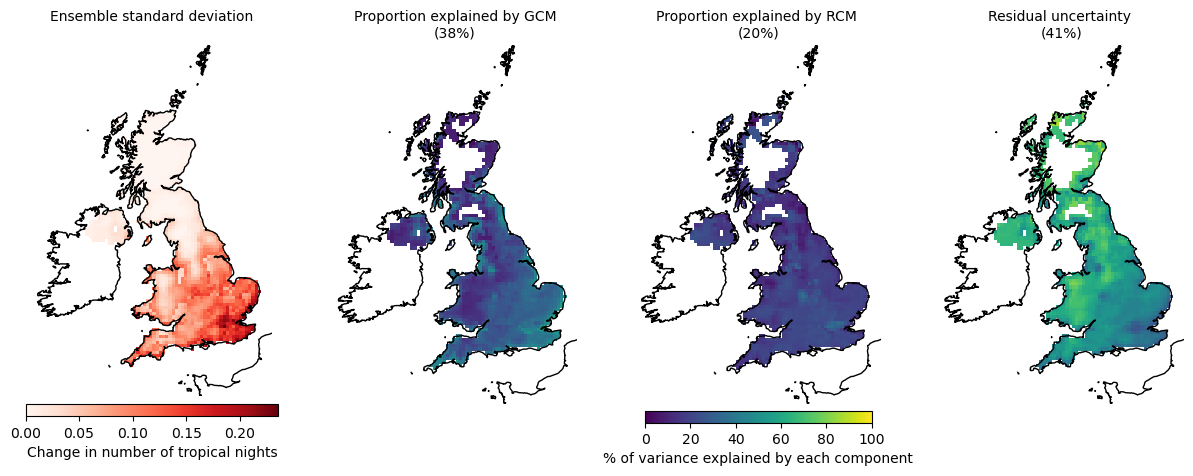 Ensemble standard deviation
Proportion explained by GCM
(38%)
Proportion explained by RCM
(20%)
Residual uncertainty
(41%)
0.00 0.05 0.10 0.15 0.20
Change in number of tropical nights
0 20 40 60 80 100
% of variance explained by each component